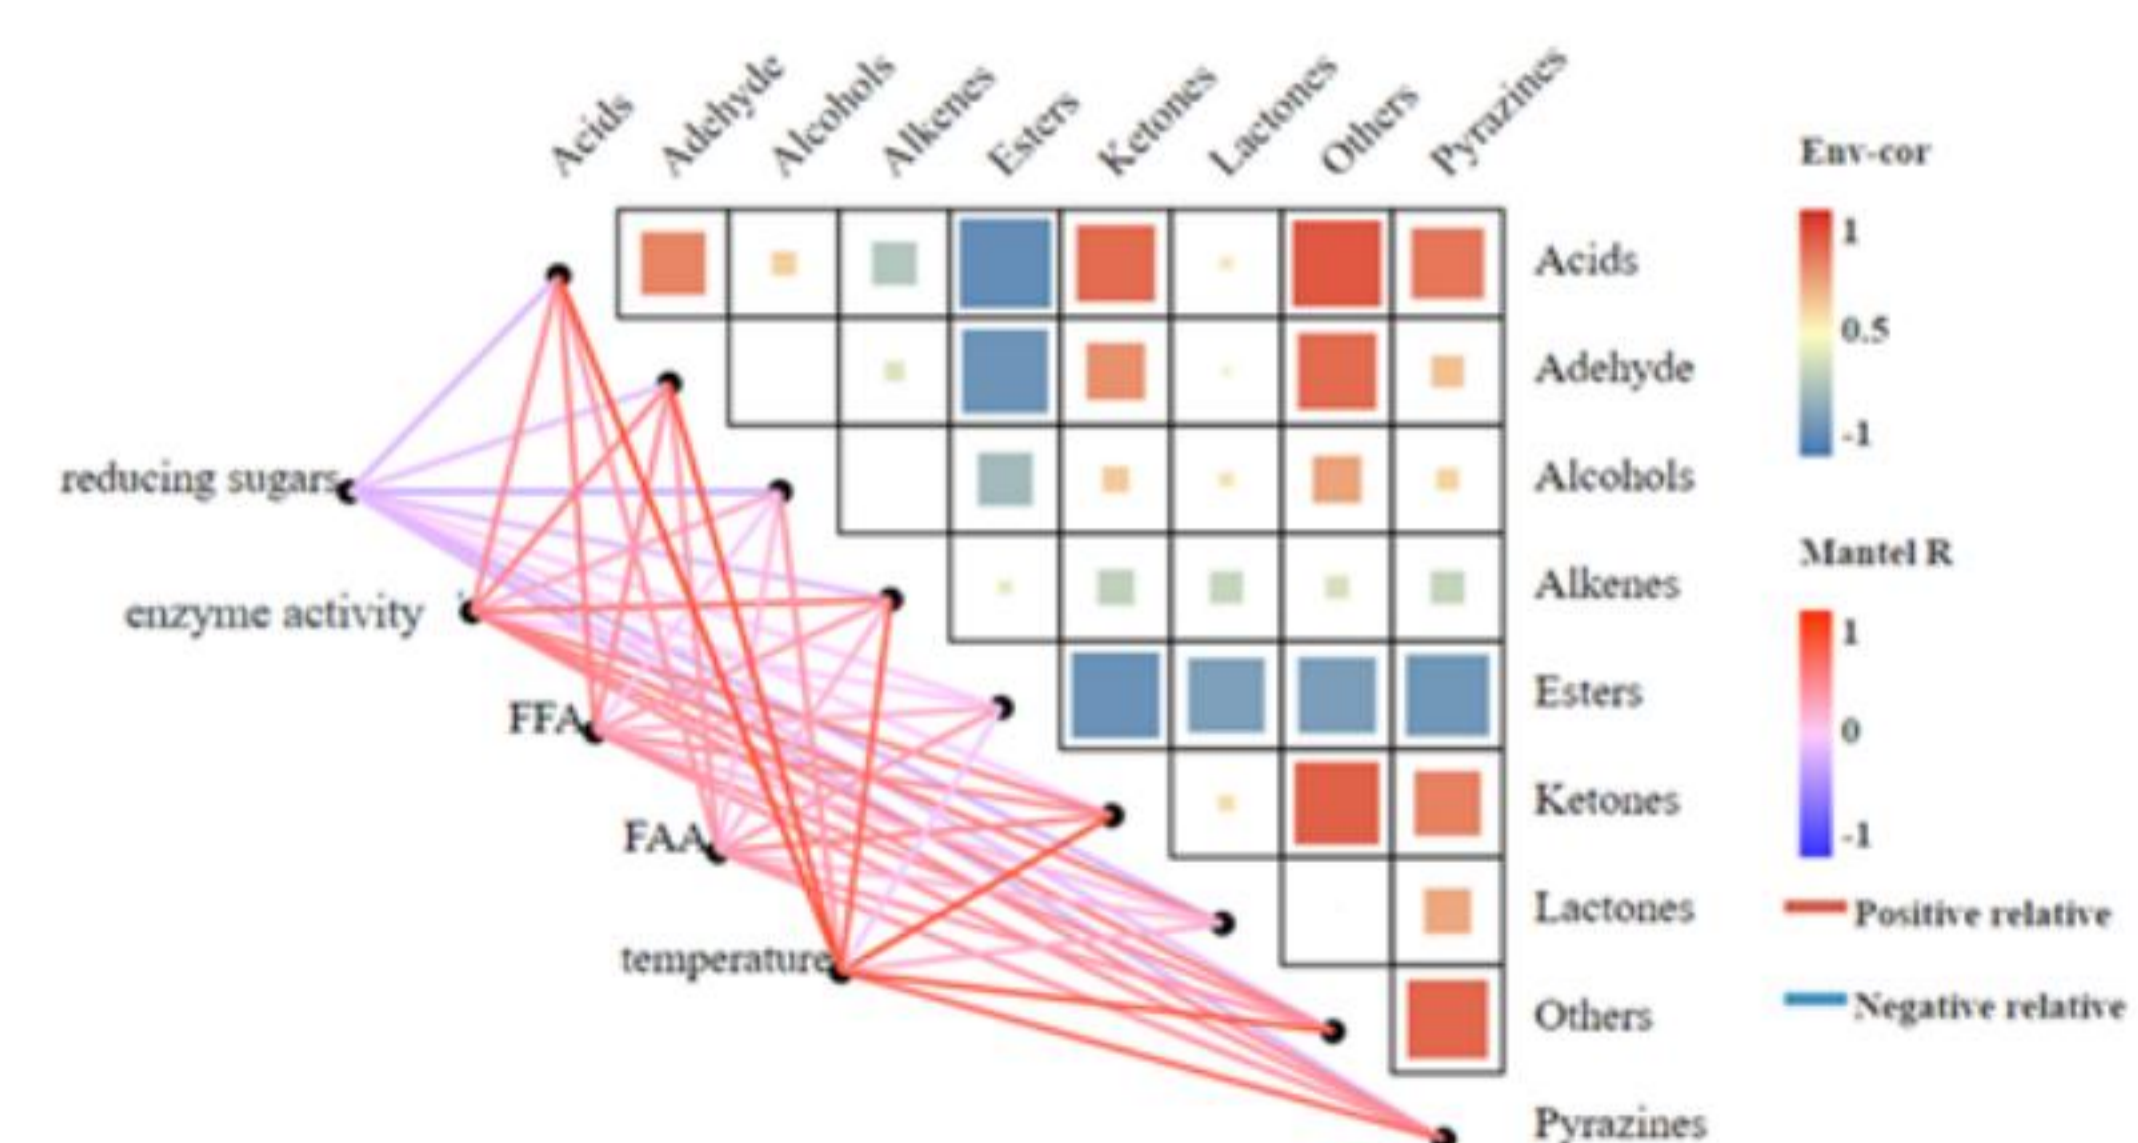 Acids
Adehyde
Alcohols
Alkenes
Esters
Ketones
Lactones
Others
Pyrazines
Acids
Adehyde
Alcohols
Alkenes
Esters
Ketones
Lactones
Others
Pyrazines
reducing sugars
enzyme activity
FFA
FAA
temperature
Env-cor
1
0.5
-1
Mantel R
1
0
-1
Positive relative
Negative relative